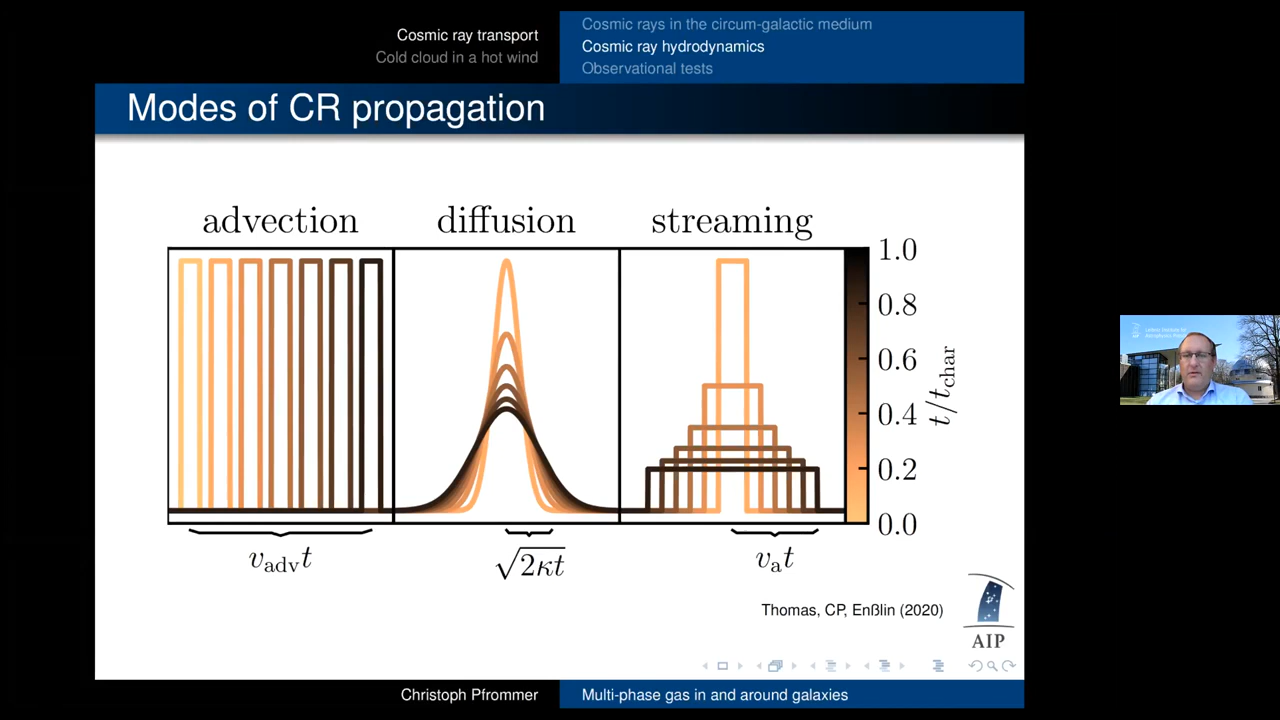 Cosmic ray transport
Cold cloud in a hot wind
Cosmic rays in the circum-galactic medium
Cosmic ray hydrodynamics
Observational tests
Modes of CR propagation
advection
diffusion
streaming
1.0
0.8
0.6
0.4
0.2
0.0
t/t_char
v_adv t
√2κt
v_a t
Thomas, CP, Enßlin (2020)
AIP
Christoph Pfrommer
Multi-phase gas in and around galaxies